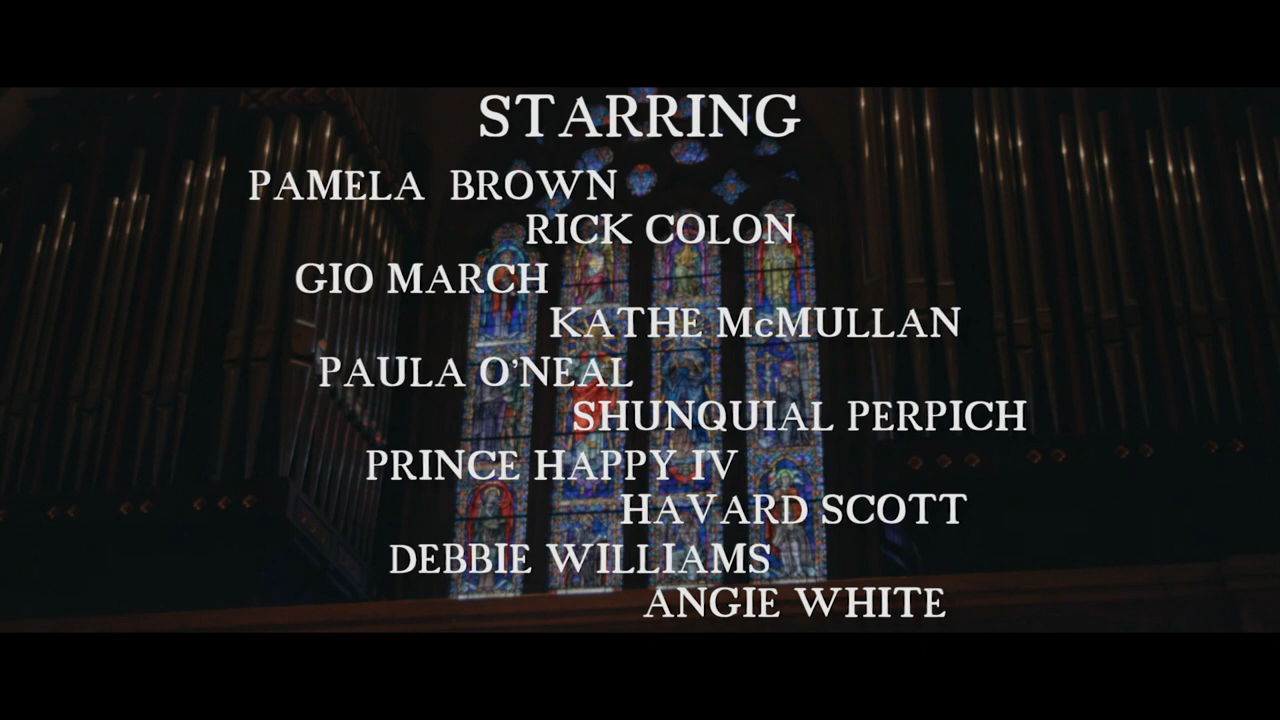 STARRING
PAMELA BROWN
RICK COLON
GIO MARCH
KATHE McMULLAN
PAULA O'NEAL
SHUNQUIAL PERPICH
PRINCE HAPPY IV
HAVARD SCOTT
DEBBIE WILLIAMS
ANGIE WHITE